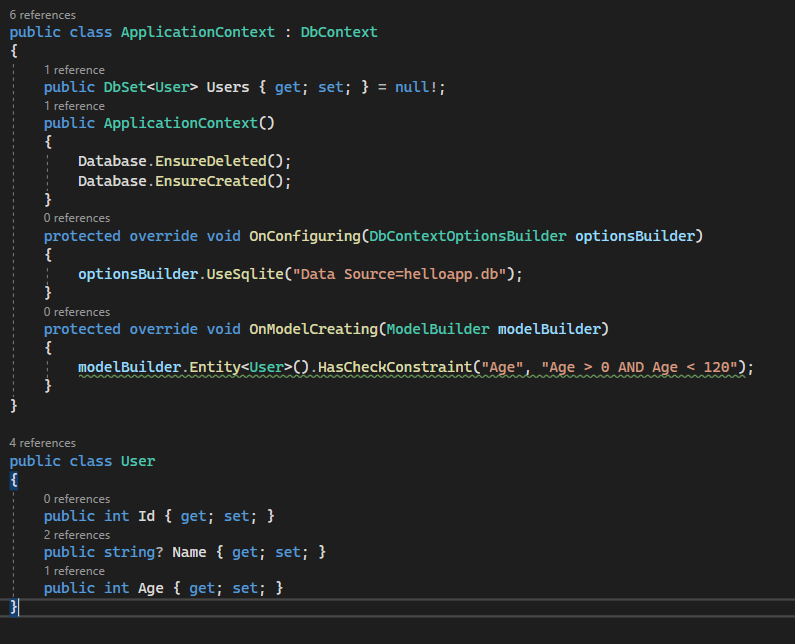 6 references
public class ApplicationContext : DbContext
{
1 reference
public DbSet<User> Users { get; set; } = null!;
1 reference
public ApplicationContext()
{
Database.EnsureDeleted();
Database.EnsureCreated();
}
0 references
protected override void OnConfiguring(DbContextOptionsBuilder optionsBuilder)
{
optionsBuilder.UseSqlite("Data Source=helloapp.db");
}
0 references
protected override void OnModelCreating(ModelBuilder modelBuilder)
{
modelBuilder.Entity<User>().HasCheckConstraint("Age", "Age > 0 AND Age < 120");
}
}
4 references
public class User
{
0 references
public int Id { get; set; }
2 references
public string? Name { get; set; }
1 reference
public int Age { get; set; }
}